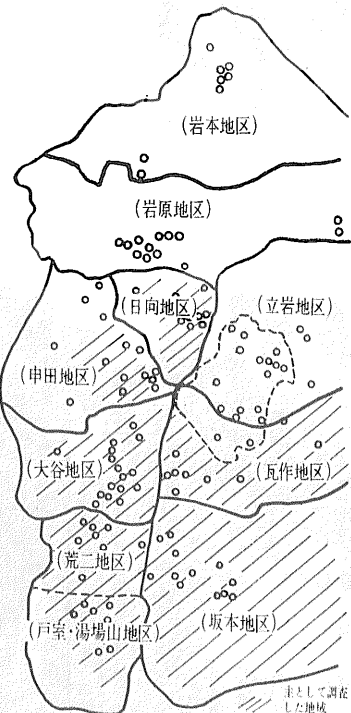 (岩本地区)
(岩原地区)
(日向地区)
(立岩地区)
(申田地区)
(大谷地区)
(瓦作地区)
(荒二地区)
(戸室・湯場山地区)
(坂本地区)
主として調査
した地域